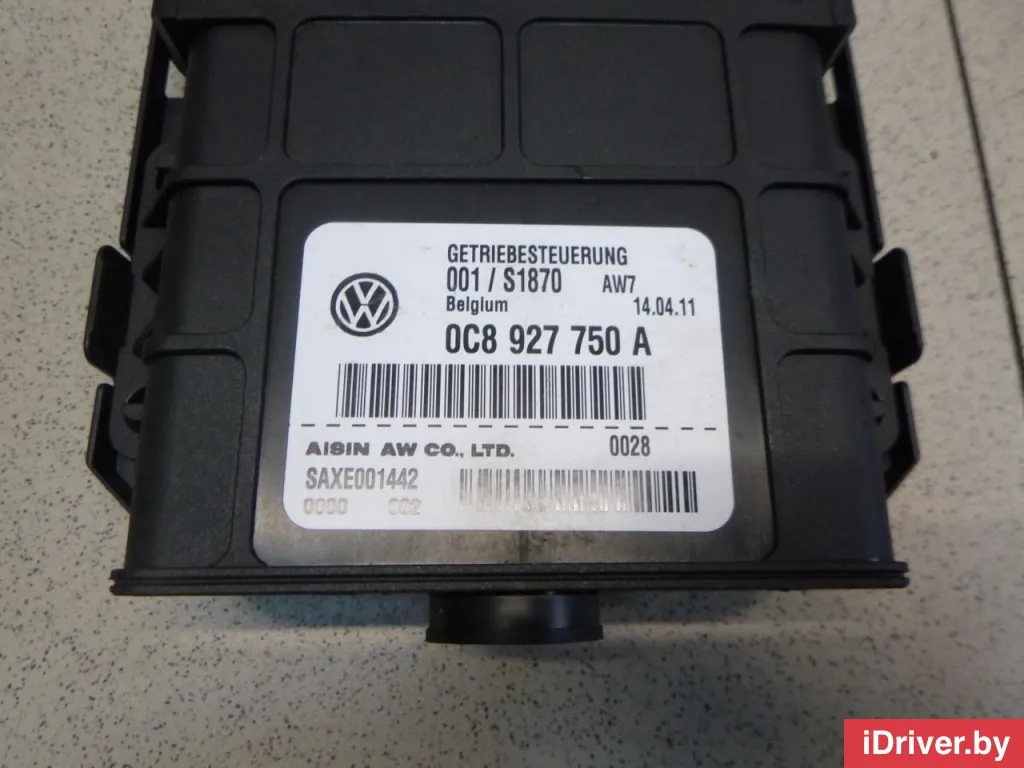 GETRIEBESTEUERUNG
001 / S1870 AW7
Belgium 14.04.11
0C8 927 750 A
AISIN AW CO., LTD. 0028
SAXE001442
0000 002
iDriver.by